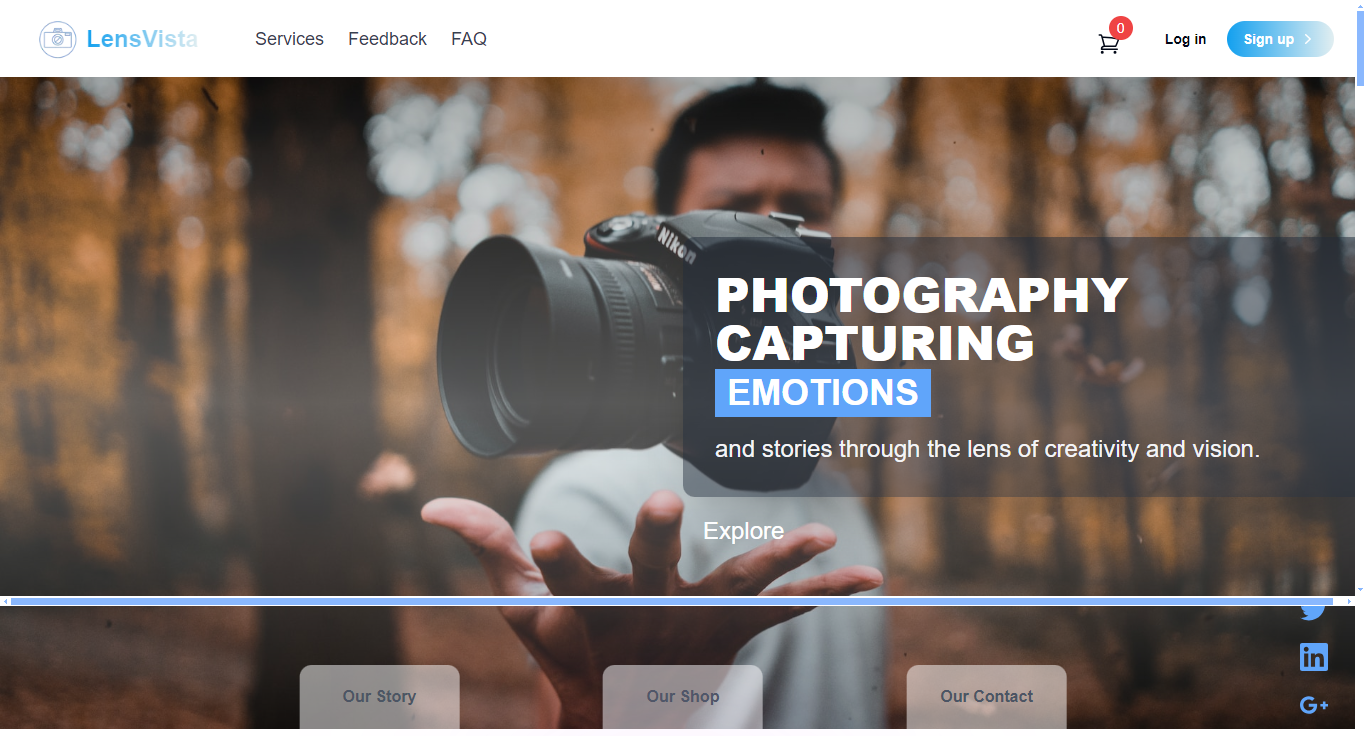 LensVista
Services
Feedback
FAQ
0
Log in
Sign up
Nikon
PHOTOGRAPHY
CAPTURING
EMOTIONS
and stories through the lens of creativity and vision.
Explore
in
G+
Our Story
Our Shop
Our Contact